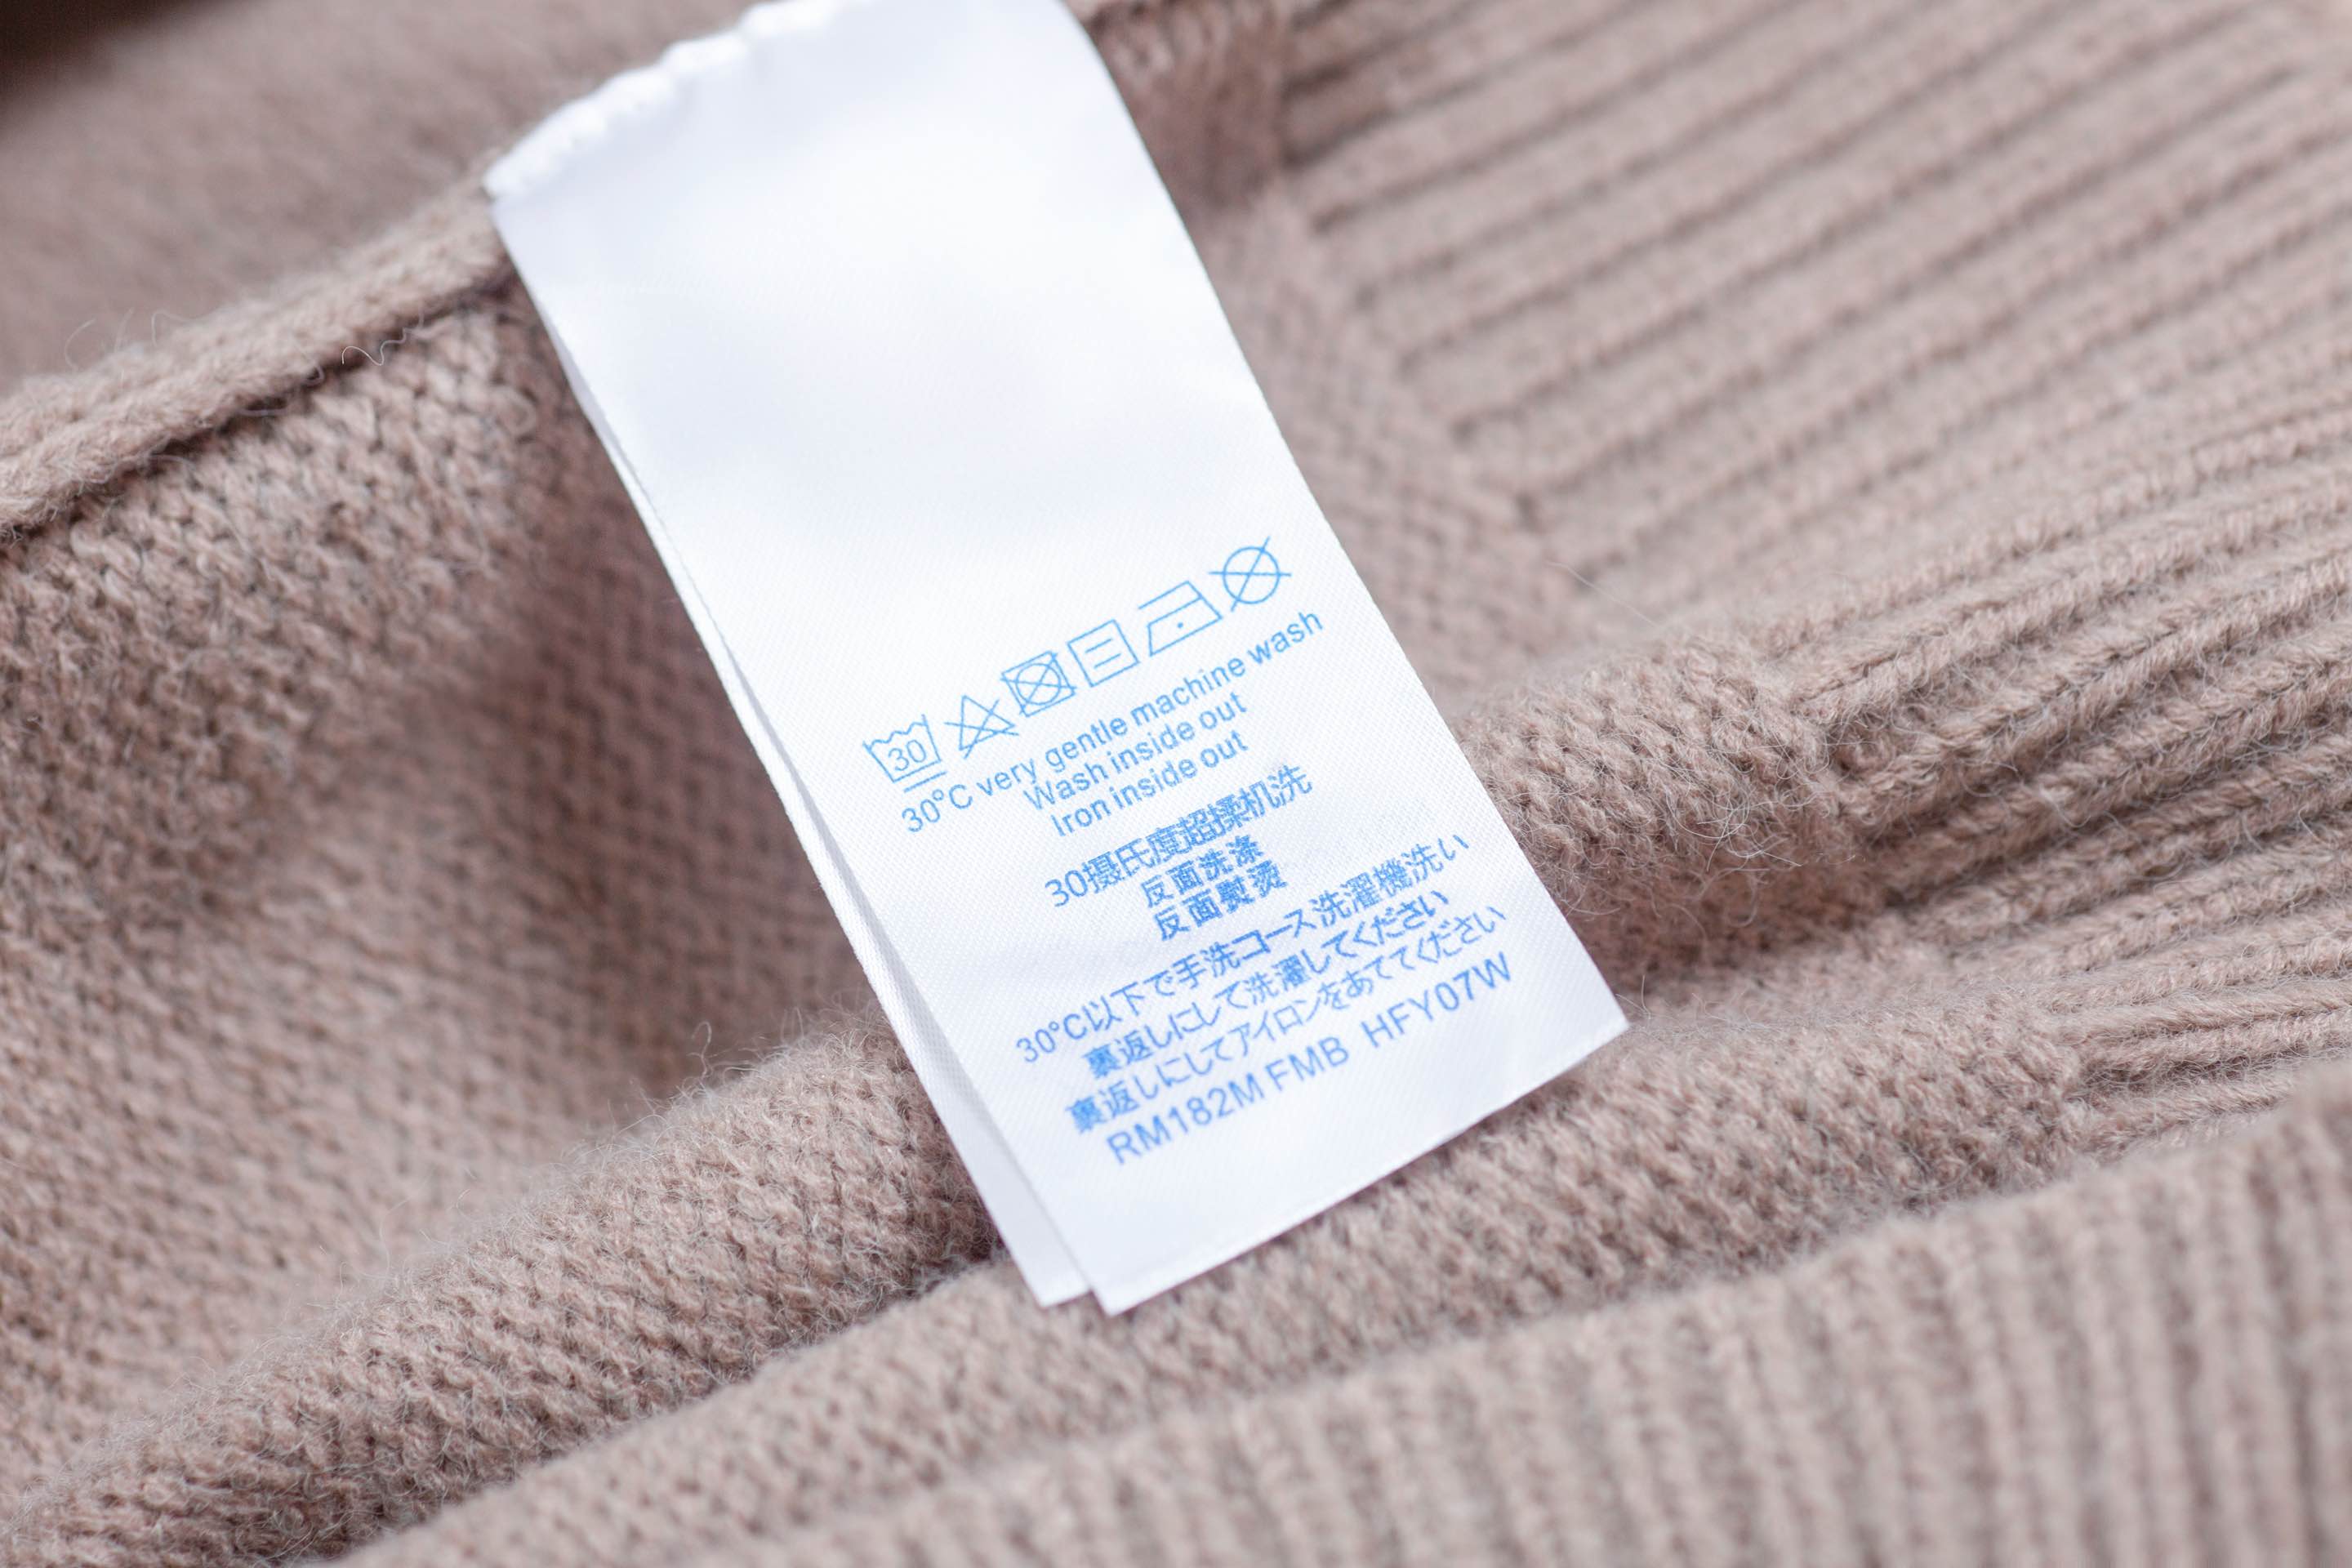 30
30°C very gentle machine wash
Wash inside out
Iron inside out
30摄氏度超柔机洗
反面洗涤
反面熨烫
30°C以下で手洗コース洗濯機洗い
裏返しにして洗濯してください
裏返しにしてアイロンをあててください
RM182M FMB HFY07W